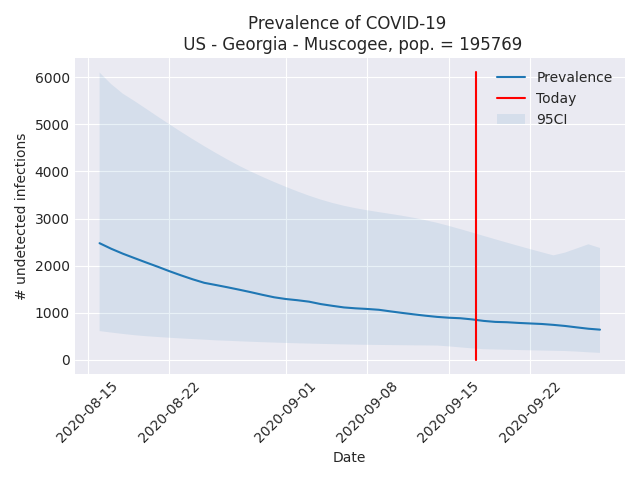 Prevalence of COVID-19
US - Georgia - Muscogee, pop. = 195769
6000
5000
4000
3000
2000
1000
0
# undetected infections
Prevalence
Today
95CI
2020-08-15
2020-08-22
2020-09-01
2020-09-08
2020-09-15
2020-09-22
Date